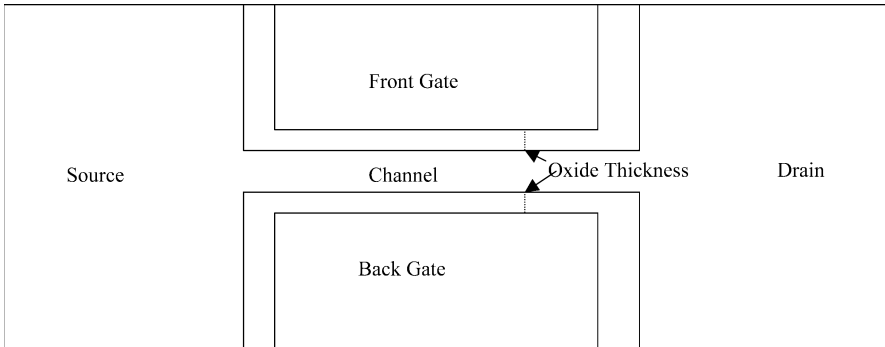 Front Gate
Source
Channel
Oxide Thickness
Drain
Back Gate